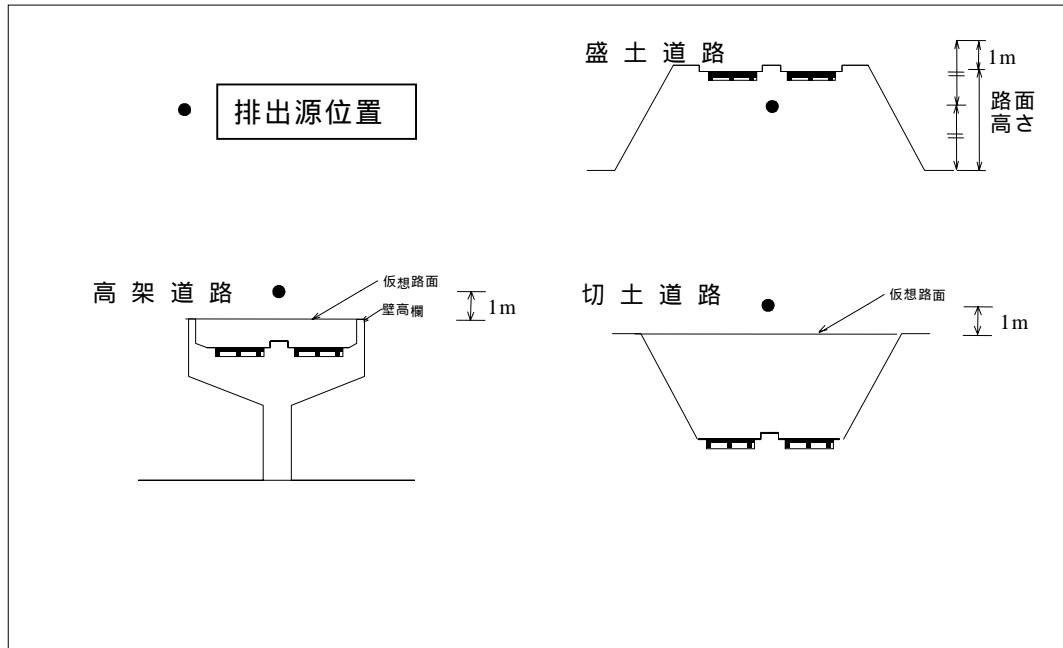 排出源位置
盛土道路
1m
路面
高さ
高架道路
仮想路面
壁高欄
1m
切土道路
仮想路面
1m